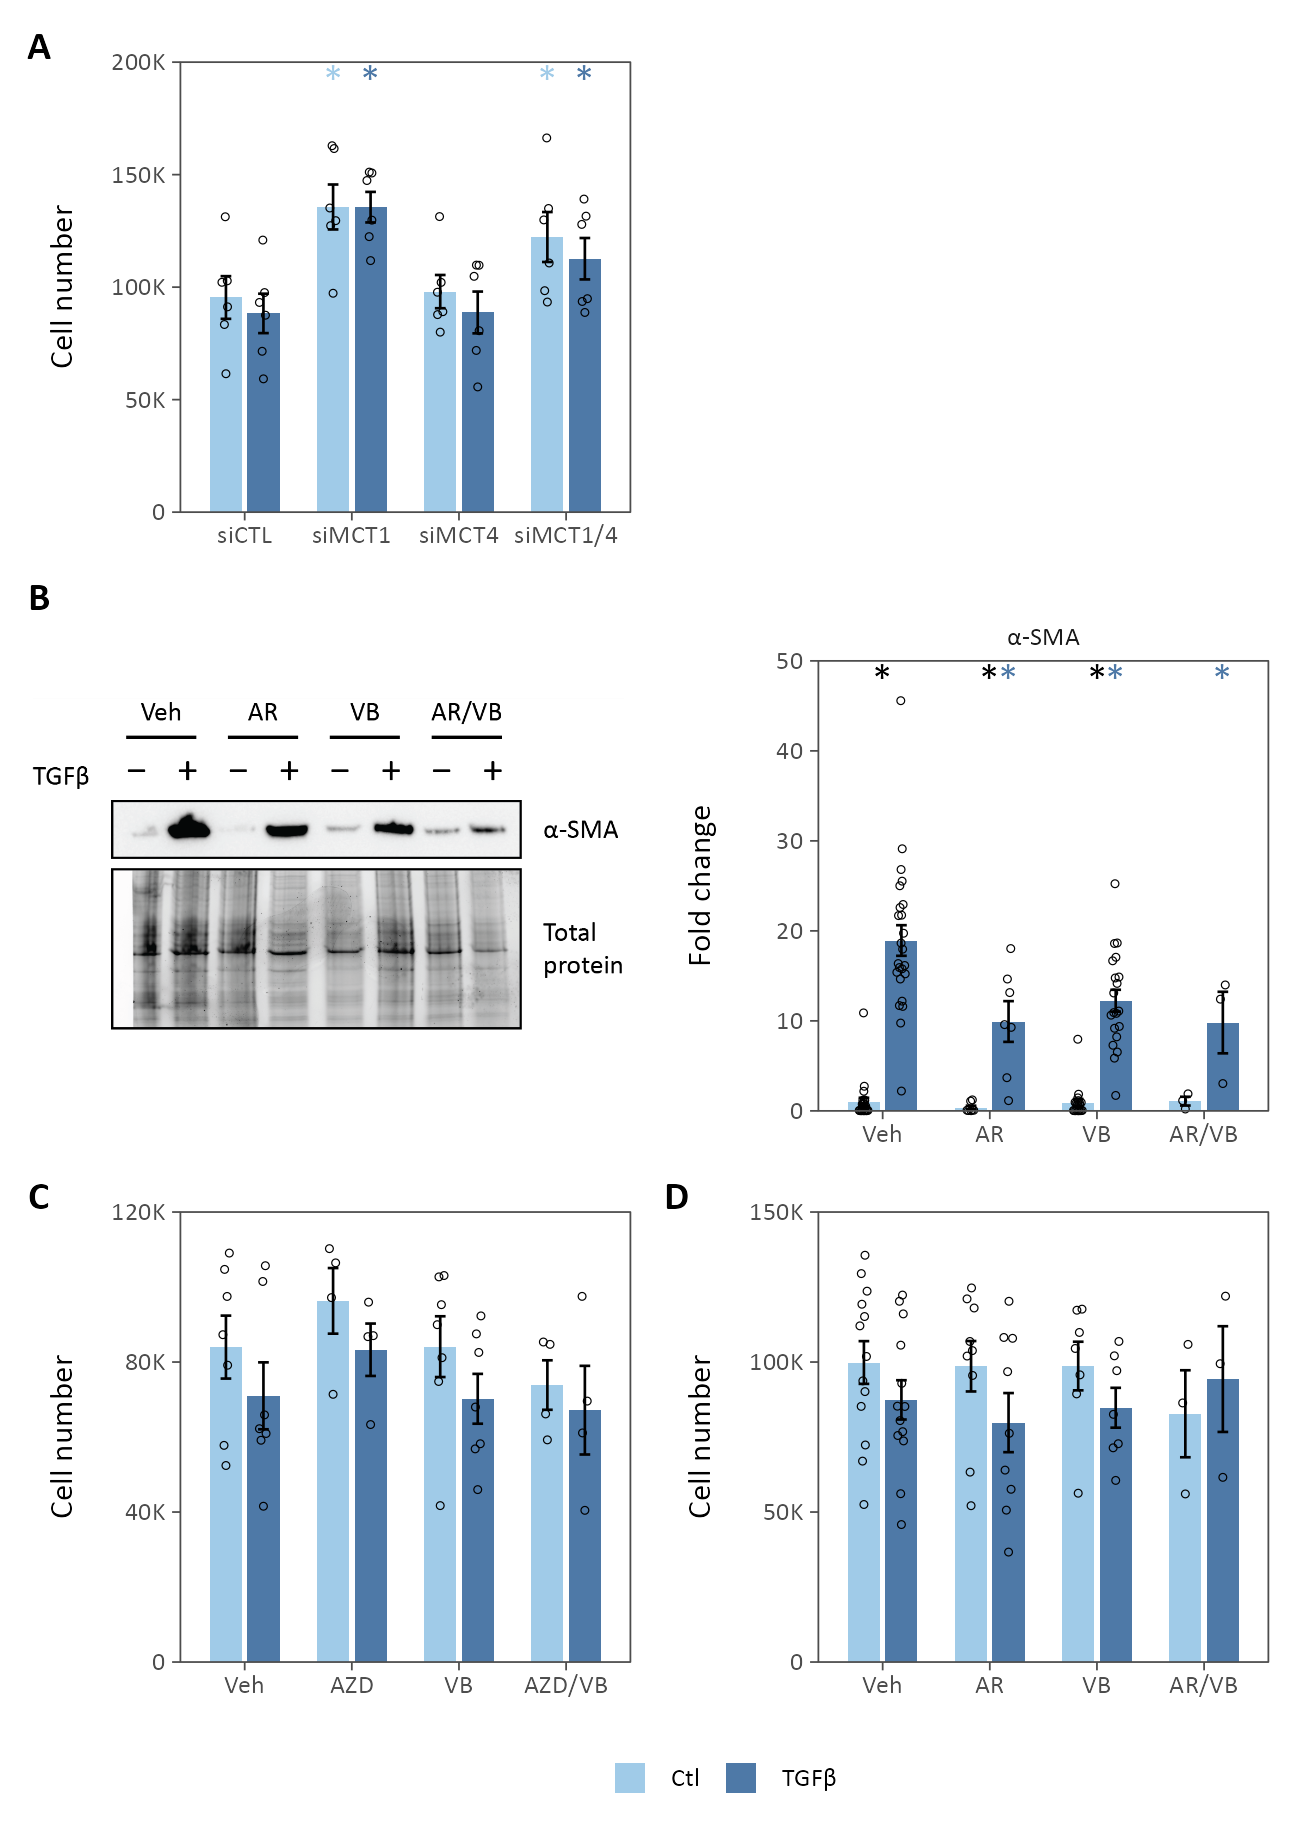 A
200K
150K
100K
50K
0
Cell number
* * * *
siCTL siMCT1 siMCT4 siMCT1/4
B
Veh AR VB AR/VB
TGFβ − + − + − + − +
α-SMA
Total
protein
α-SMA
50
40
30
20
10
0
Fold change
* ** ** *
Veh AR VB AR/VB
C
120K
80K
40K
0
Cell number
Veh AZD VB AZD/VB
D
150K
100K
50K
0
Cell number
Veh AR VB AR/VB
Ctl TGFβ